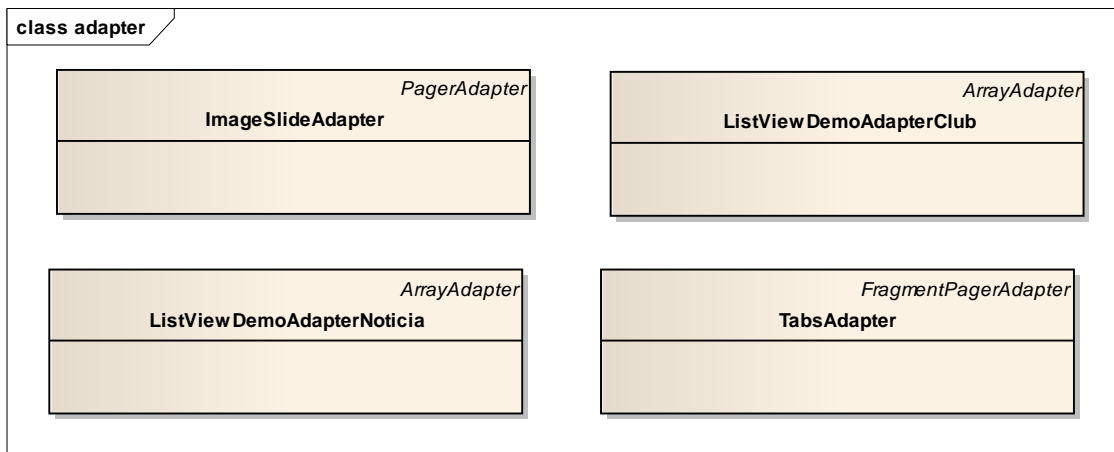 class adapter
PagerAdapter
ImageSlideAdapter
ArrayAdapter
ListViewDemoAdapterClub
ArrayAdapter
ListViewDemoAdapterNoticia
FragmentPagerAdapter
TabsAdapter